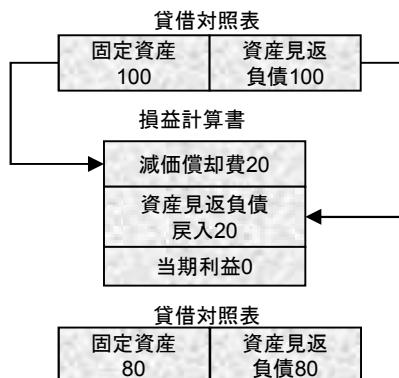 貸借対照表
固定資産
100
資産見返
負債100
損益計算書
減価償却費20
資産見返負債
戻入20
当期利益0
貸借対照表
固定資産
80
資産見返
負債80